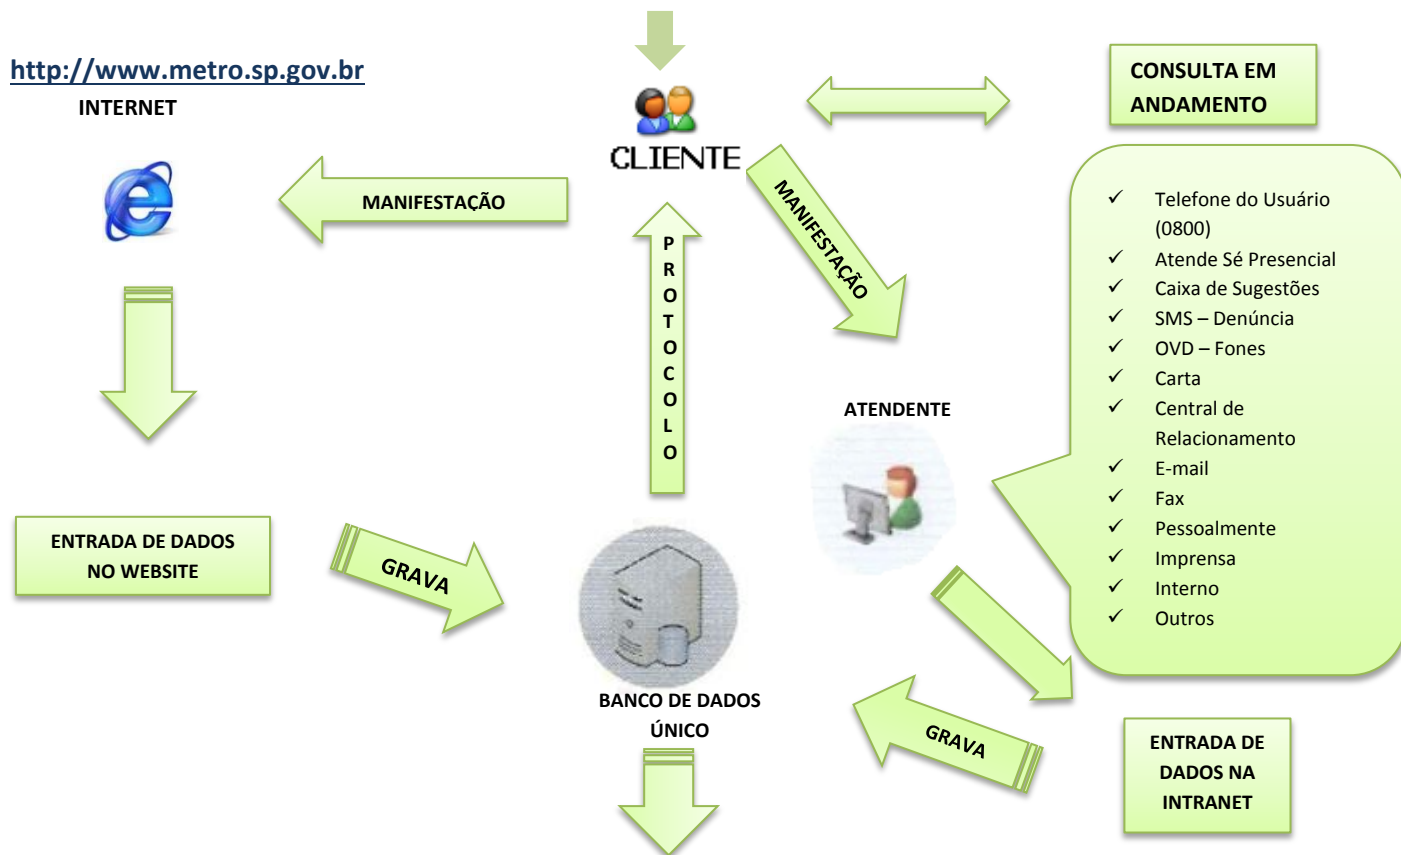 http://www.metro.sp.gov.br
INTERNET
CLIENTE
CONSULTA EM
ANDAMENTO
MANIFESTAÇÃO
MANIFESTAÇÃO
PROTOCOLO
✓ Telefone do Usuário
(0800)
✓ Atende Sé Presencial
✓ Caixa de Sugestões
✓ SMS – Denúncia
✓ OVD – Fones
✓ Carta
✓ Central de
Relacionamento
✓ E-mail
✓ Fax
✓ Pessoalmente
✓ Imprensa
✓ Interno
✓ Outros
ATENDENTE
ENTRADA DE DADOS
NO WEBSITE
GRAVA
BANCO DE DADOS
ÚNICO
GRAVA
ENTRADA DE
DADOS NA
INTRANET